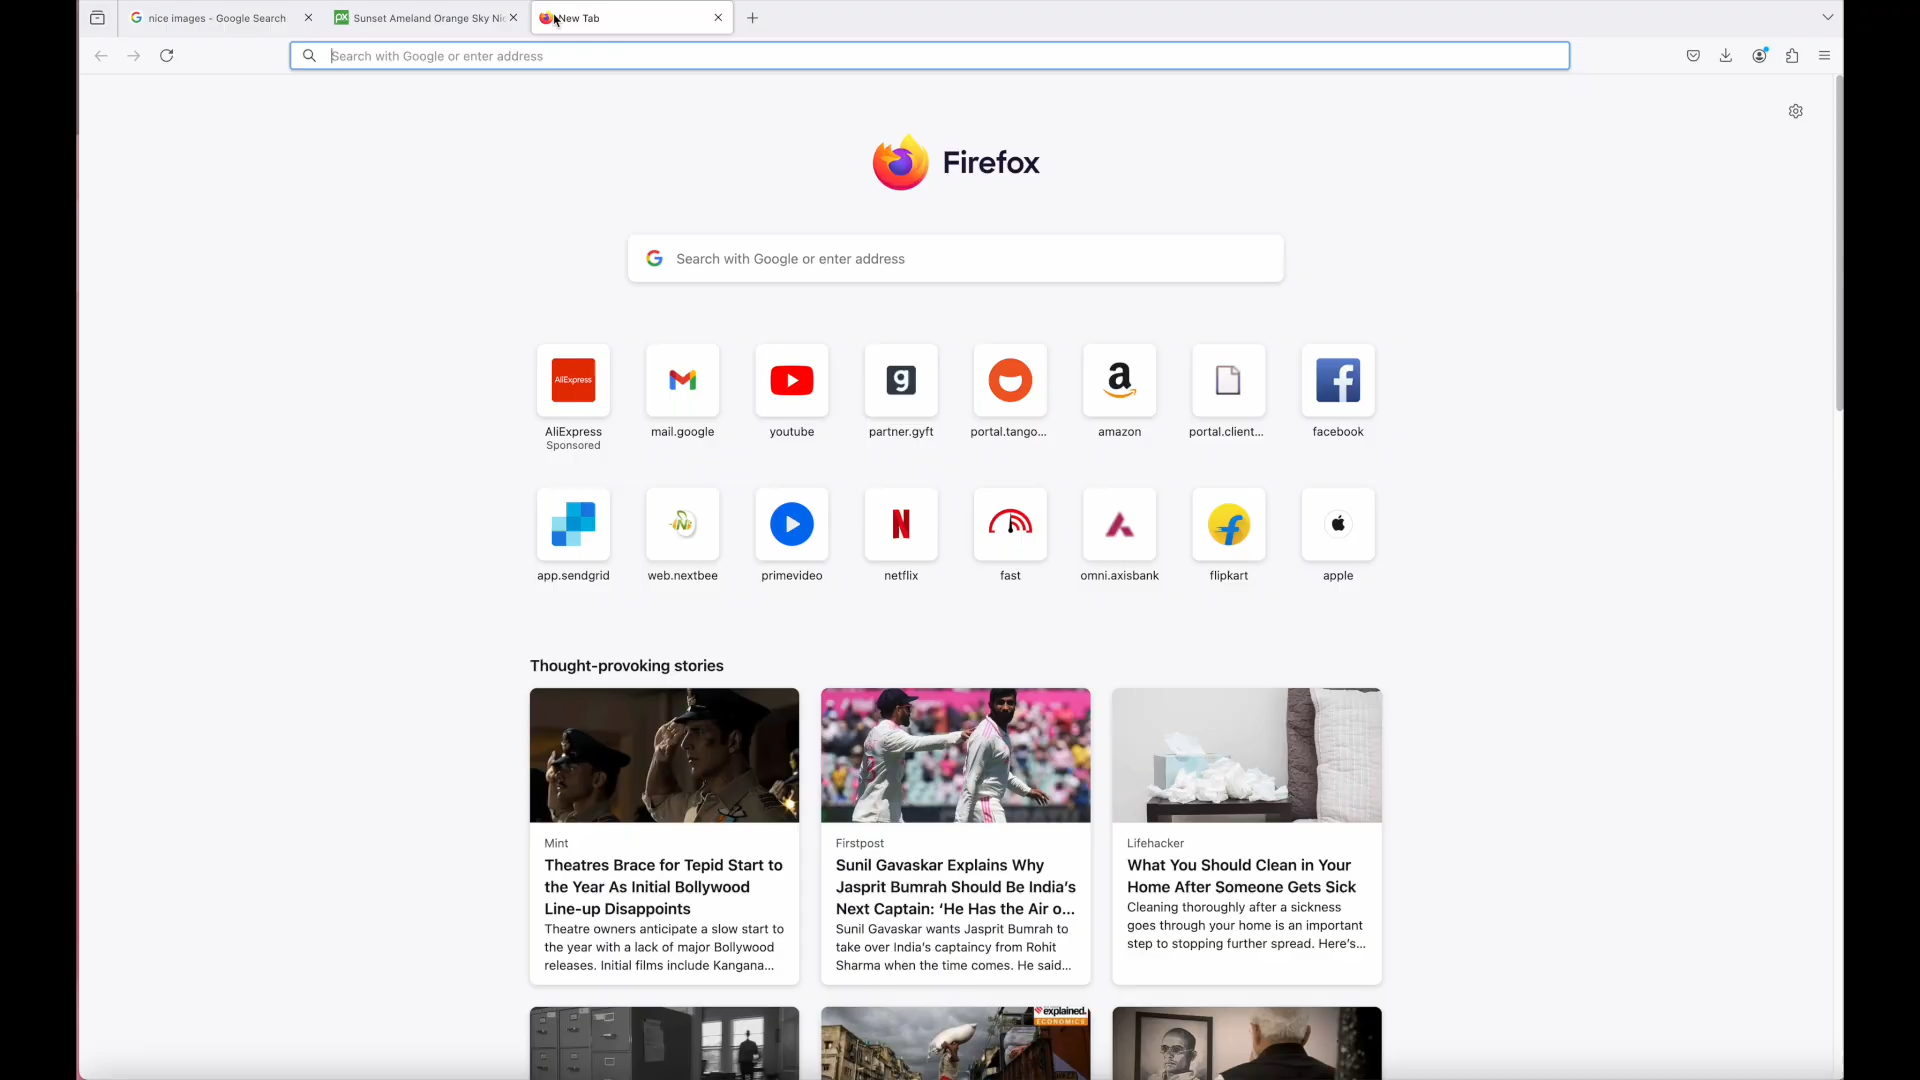 nice images - Google Search
Sunset Ameland Orange Sky Ni
New Tab
Search with Google or enter address
Firefox
Search with Google or enter address
AliExpress
AliExpress
Sponsored
mail.google
youtube
g
partner.gyft
portal.tango...
a
amazon
portal.client...
f
facebook
app.sendgrid
N
web.nextbee
primevideo
N
netflix
fast
omni.axisbank
f
flipkart
apple
Thought-provoking stories
Mint
Theatres Brace for Tepid Start to
the Year As Initial Bollywood
Line-up Disappoints
Theatre owners anticipate a slow start to
the year with a lack of major Bollywood
releases. Initial films include Kangana...
Firstpost
Sunil Gavaskar Explains Why
Jasprit Bumrah Should Be India's
Next Captain: ‘He Has the Air o...
Sunil Gavaskar wants Jasprit Bumrah to
take over India's captaincy from Rohit
Sharma when the time comes. He said...
Lifehacker
What You Should Clean in Your
Home After Someone Gets Sick
Cleaning thoroughly after a sickness
goes through your home is an important
step to stopping further spread. Here's...
explained.
ECONOMICS